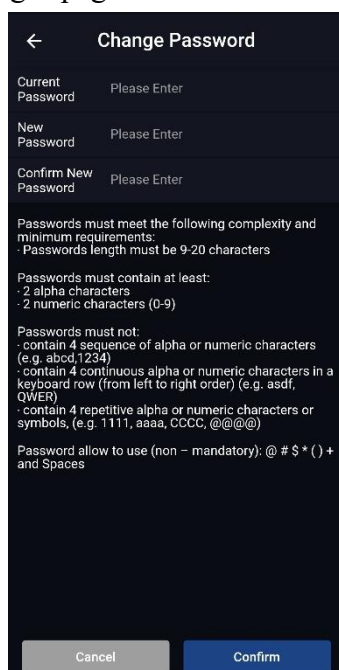 Change Password
Current
Password
Please Enter
New
Password
Please Enter
Confirm New
Password
Please Enter
Passwords must meet the following complexity and
minimum requirements:
· Passwords length must be 9-20 characters
Passwords must contain at least:
· 2 alpha characters
· 2 numeric characters (0-9)
Passwords must not:
· contain 4 sequence of alpha or numeric characters
(e.g. abcd,1234)
· contain 4 continuous alpha or numeric characters in a
keyboard row (from left to right order) (e.g. asdf,
QWER)
· contain 4 repetitive alpha or numeric characters or
symbols, (e.g. 1111, aaaa, CCCC, @@@@)
Password allow to use (non – mandatory): @ # $ * ( ) +
and Spaces
Cancel
Confirm